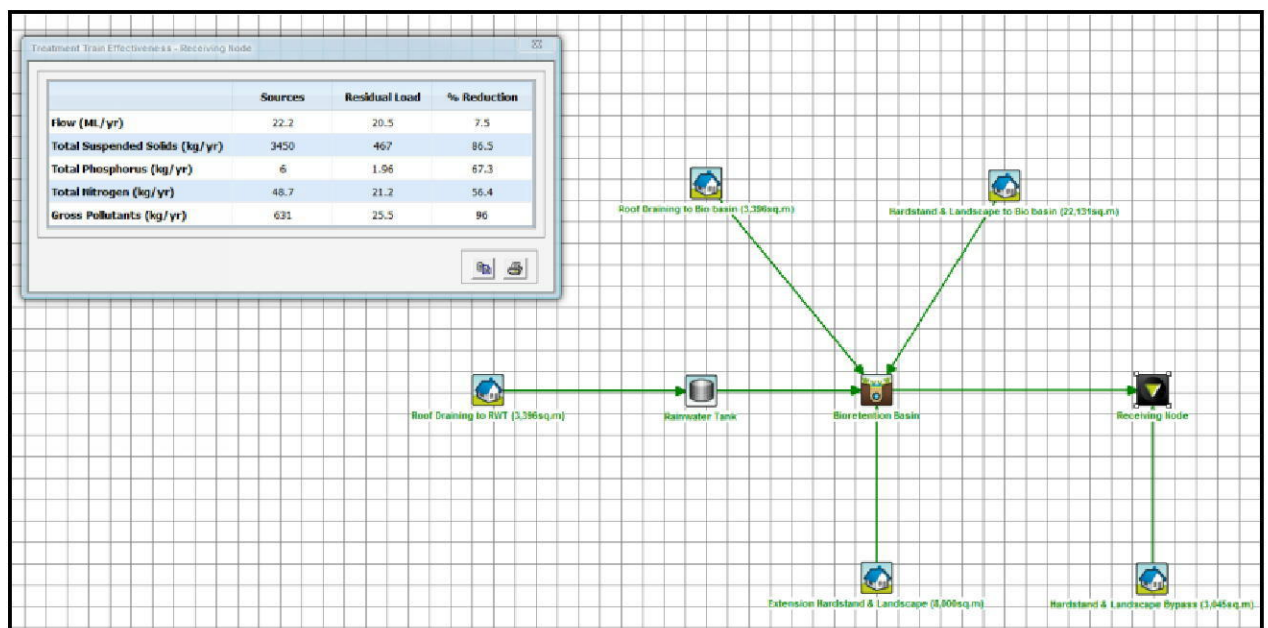 Treatment Train Effectiveness - Receiving Node
Sources Residual Load % Reduction
Flow (ML/yr) 22.2 20.5 7.5
Total Suspended Solids (kg/yr) 3450 467 86.5
Total Phosphorus (kg/yr) 6 1.96 67.3
Total Nitrogen (kg/yr) 48.7 21.2 56.4
Gross Pollutants (kg/yr) 631 25.5 96
Roof Draining to Bio basin (3,396sq.m)
Hardstand & Landscape to Bio basin (22,131sq.m)
Roof Draining to RWT (3,396sq.m)
Rainwater Tank
Bioretention Basin
Receiving Node
Extension Hardstand & Landscape (8,000sq.m)
Hardstand & Landscape Bypass (3,045sq.m)